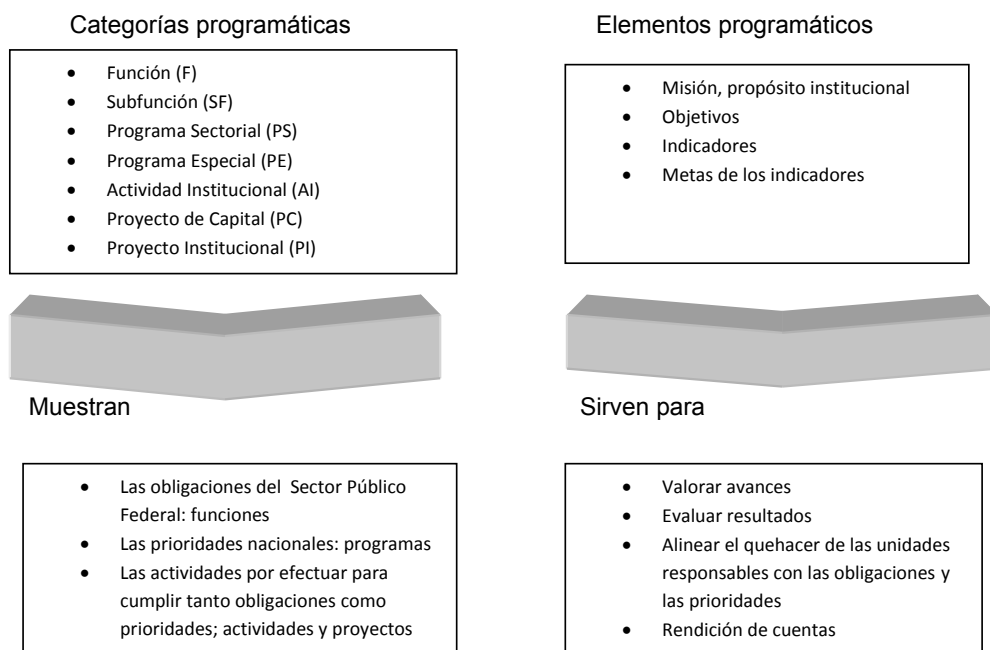 Categorías programáticas
• Función (F)
• Subfunción (SF)
• Programa Sectorial (PS)
• Programa Especial (PE)
• Actividad Institucional (AI)
• Proyecto de Capital (PC)
• Proyecto Institucional (PI)
Muestran
• Las obligaciones del Sector Público
Federal: funciones
• Las prioridades nacionales: programas
• Las actividades por efectuar para
cumplir tanto obligaciones como
prioridades; actividades y proyectos
Elementos programáticos
• Misión, propósito institucional
• Objetivos
• Indicadores
• Metas de los indicadores
Sirven para
• Valorar avances
• Evaluar resultados
• Alinear el quehacer de las unidades
responsables con las obligaciones y
las prioridades
• Rendición de cuentas